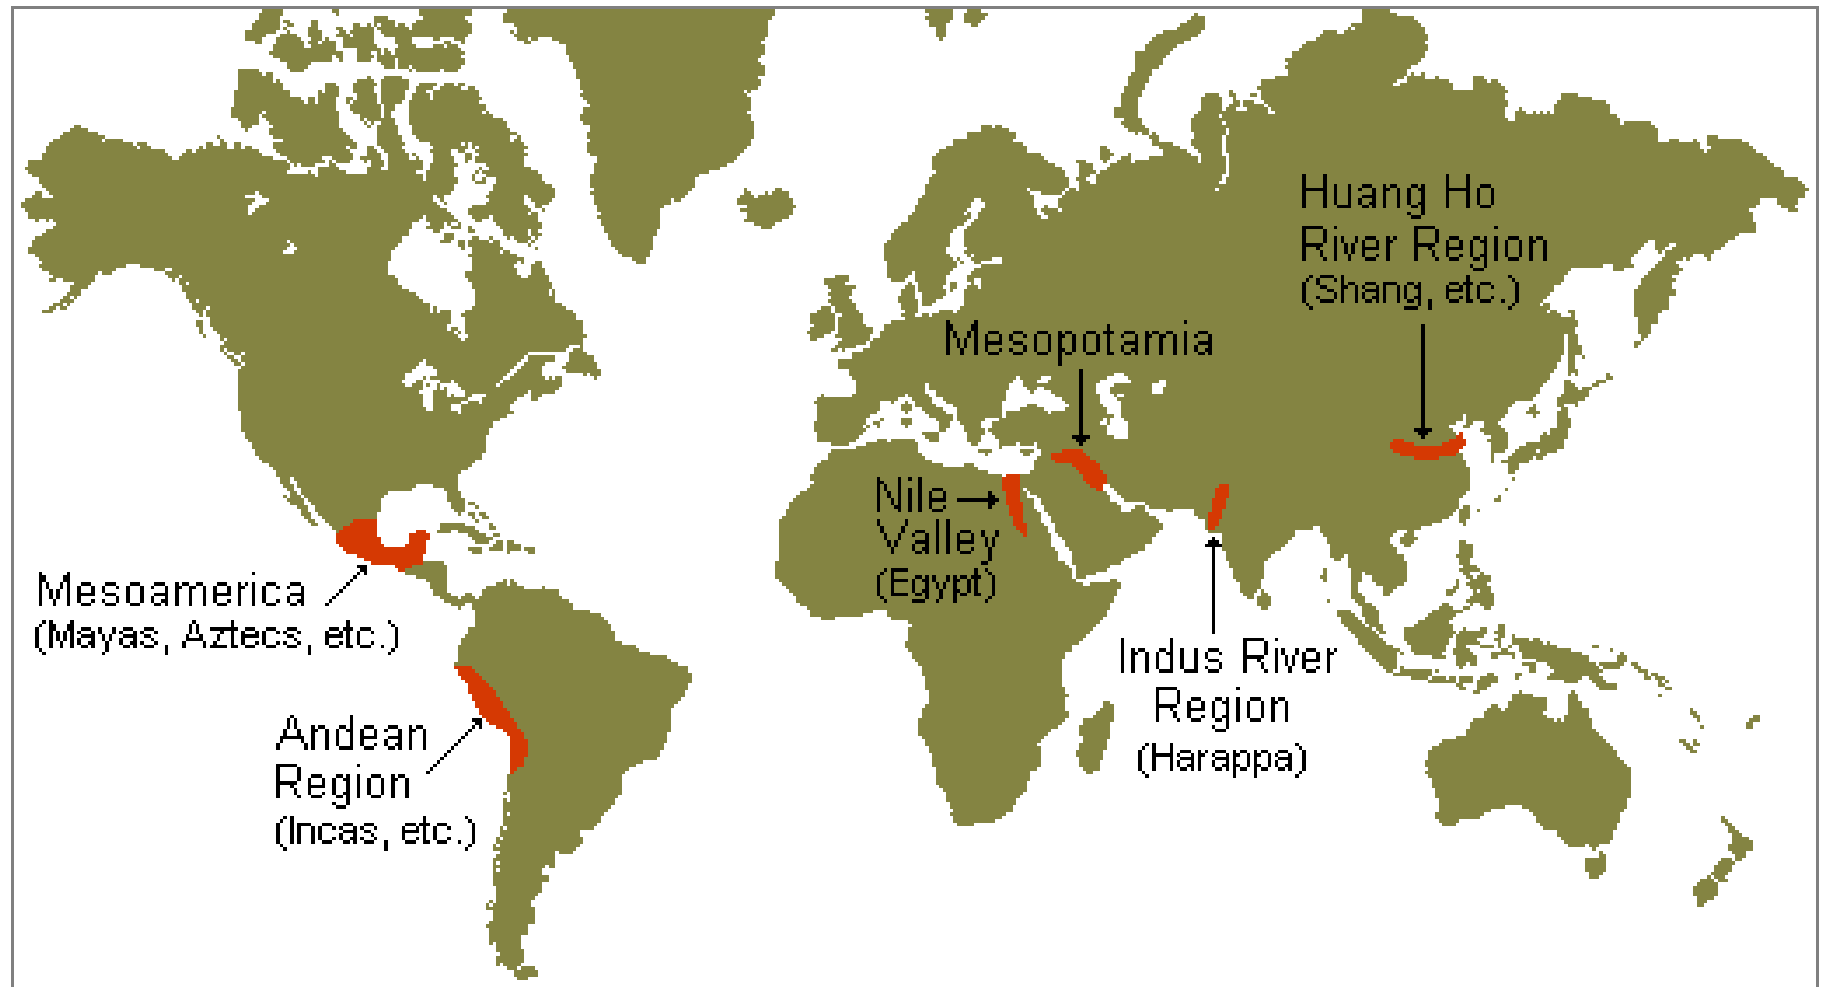 Huang Ho
River Region
(Shang, etc.)
Mesopotamia
Nile
Valley
(Egypt)
Mesoamerica
(Mayas, Aztecs, etc.)
Indus River
Region
(Harappa)
Andean
Region
(Incas, etc.)